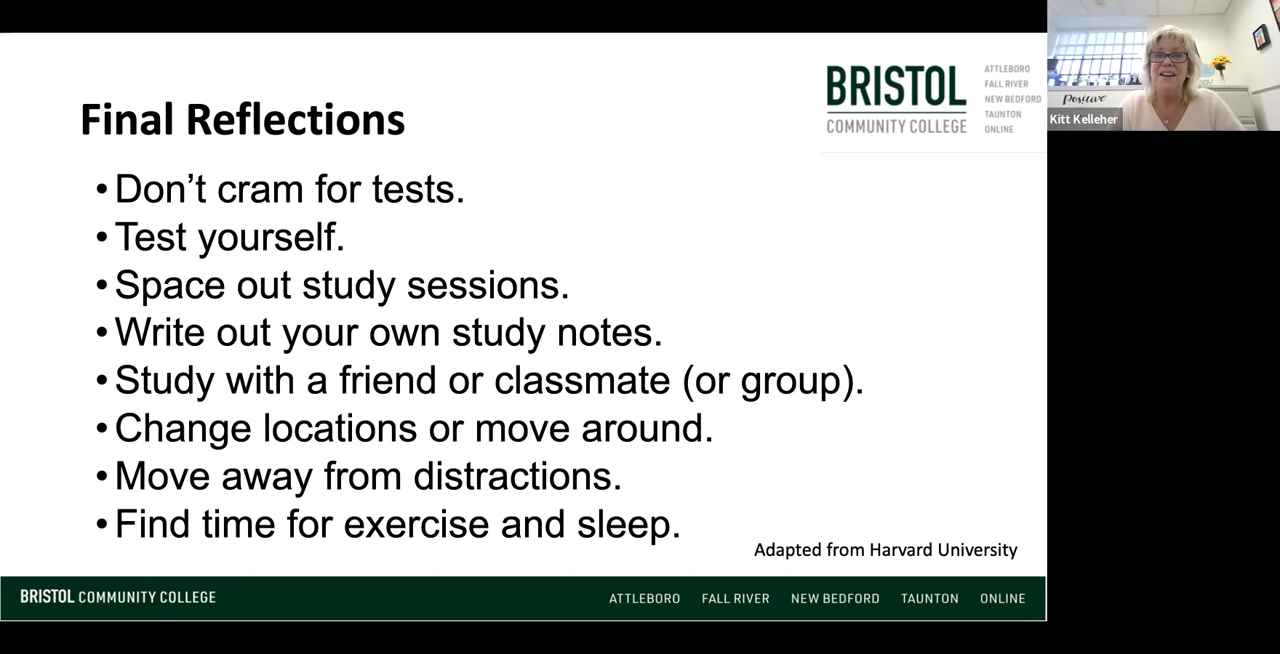 Final Reflections
• Don’t cram for tests.
• Test yourself.
• Space out study sessions.
• Write out your own study notes.
• Study with a friend or classmate (or group).
• Change locations or move around.
• Move away from distractions.
• Find time for exercise and sleep.
Adapted from Harvard University
BRISTOL
COMMUNITY COLLEGE
ATTLEBORO
FALL RIVER
NEW BEDFORD
TAUNTON
ONLINE
Positive
Kitt Kelleher
BRISTOL COMMUNITY COLLEGE
ATTLEBORO FALL RIVER NEW BEDFORD TAUNTON ONLINE